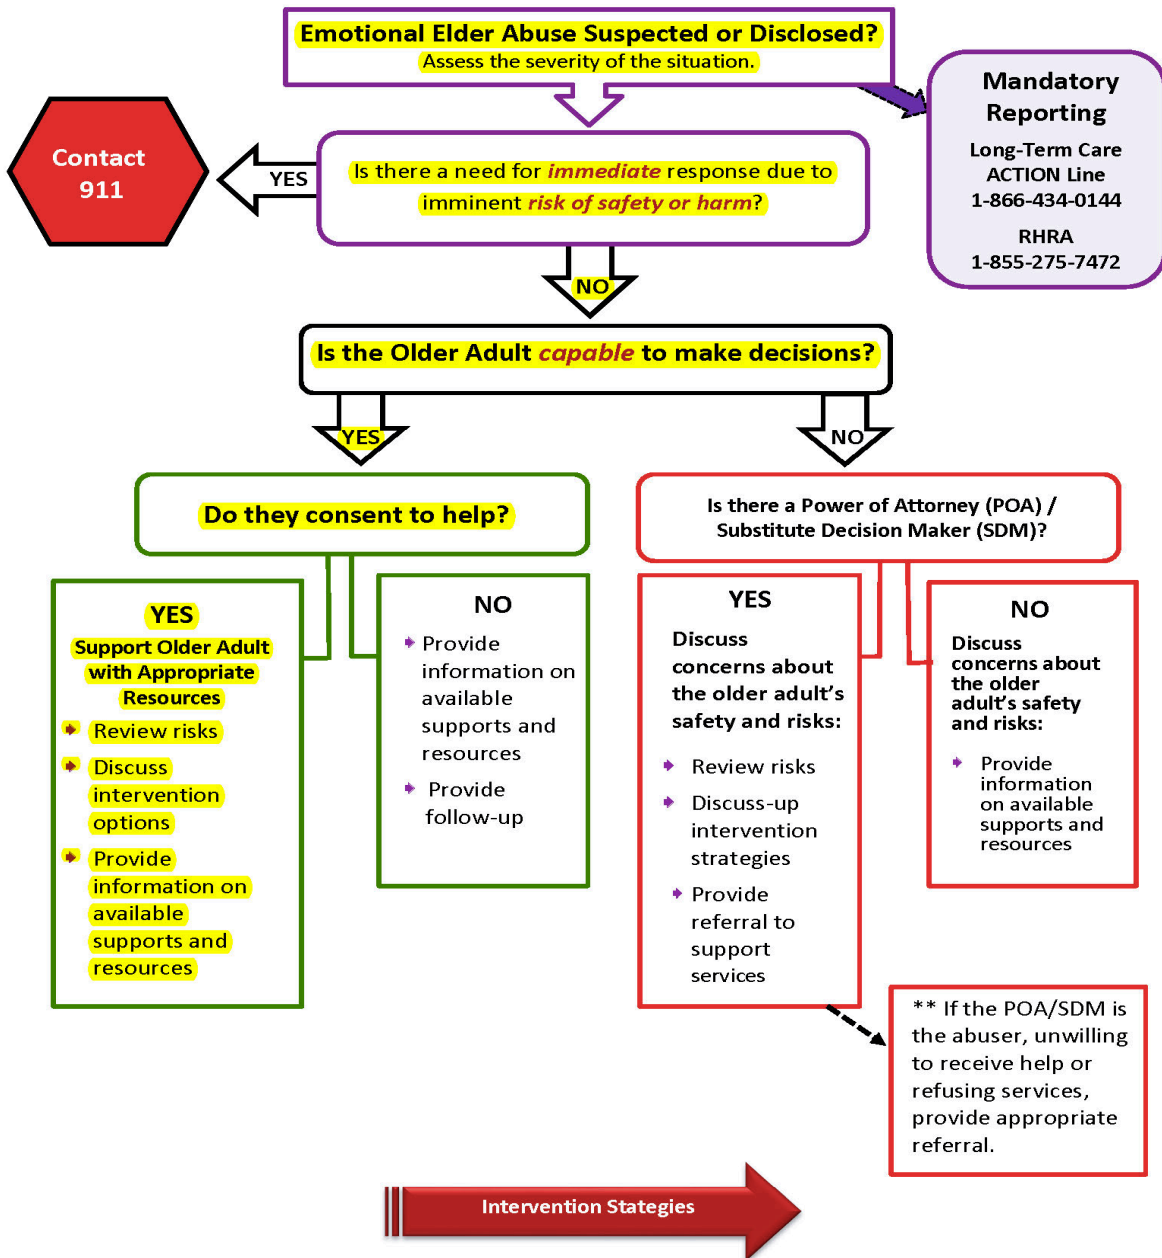 Emotional Elder Abuse Suspected or Disclosed?
Assess the severity of the situation.
Mandatory
Reporting
Long-Term Care
ACTION Line
1-866-434-0144
RHRA
1-855-275-7472
Contact
911
YES
Is there a need for immediate response due to
imminent risk of safety or harm?
NO
Is the Older Adult capable to make decisions?
YES
NO
Do they consent to help?
Is there a Power of Attorney (POA) /
Substitute Decision Maker (SDM)?
YES
Support Older Adult
with Appropriate
Resources
Review risks
Discuss
intervention
options
Provide
information on
available
supports and
resources
NO
Provide
information on
available
supports and
resources
Provide
follow-up
YES
Discuss
concerns about
the older adult's
safety and risks:
Review risks
Discuss-up
intervention
strategies
Provide
referral to
support
services
NO
Discuss
concerns about
the older
adult's safety
and risks:
Provide
information
on available
supports and
resources
** If the POA/SDM is
the abuser, unwilling
to receive help or
refusing services,
provide appropriate
referral.
Intervention Stategies